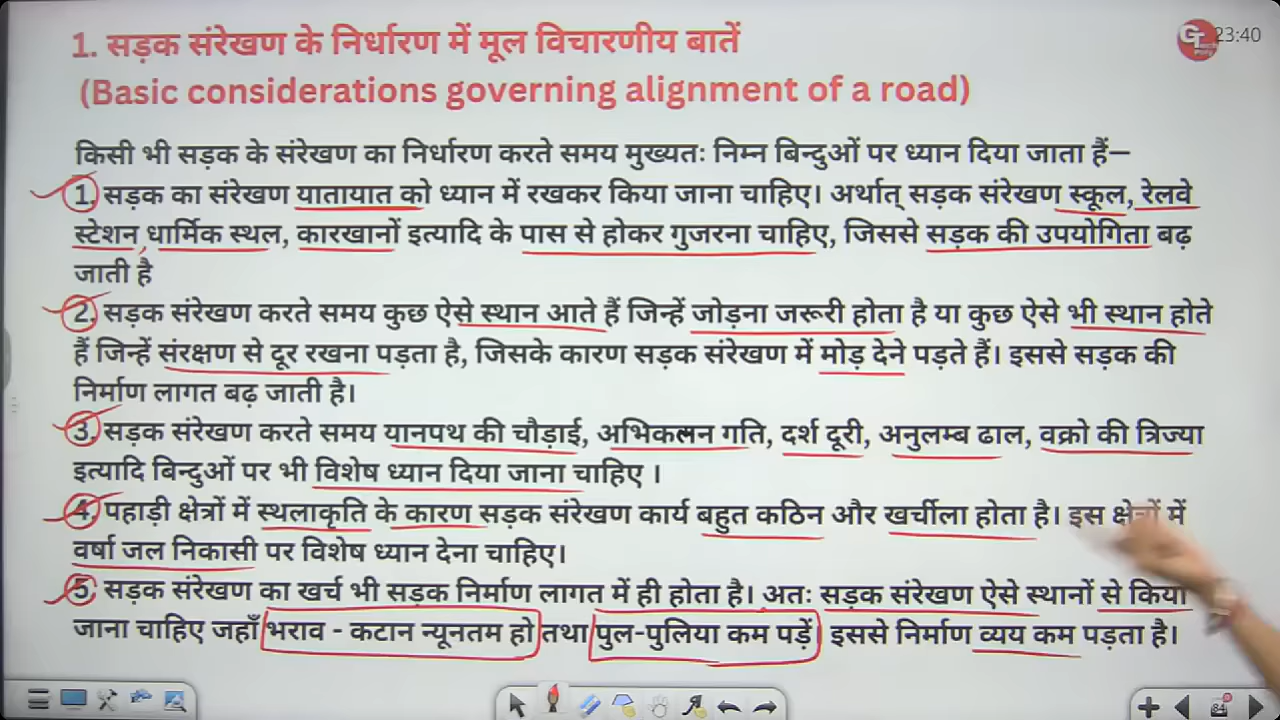 1. सड़क संरेखण के निर्धारण में मूल विचारणीय बातें
(Basic considerations governing alignment of a road)
23:40
किसी भी सड़क के संरेखण का निर्धारण करते समय मुख्यतः निम्न बिन्दुओं पर ध्यान दिया जाता हैं—
1. सड़क का संरेखण यातायात को ध्यान में रखकर किया जाना चाहिए। अर्थात् सड़क संरेखण स्कूल, रेलवे
स्टेशन, धार्मिक स्थल, कारखानों इत्यादि के पास से होकर गुजरना चाहिए, जिससे सड़क की उपयोगिता बढ़
जाती है
2. सड़क संरेखण करते समय कुछ ऐसे स्थान आते हैं जिन्हें जोड़ना जरूरी होता है या कुछ ऐसे भी स्थान होते
हैं जिन्हें संरक्षण से दूर रखना पड़ता है, जिसके कारण सड़क संरेखण में मोड़ देने पड़ते हैं। इससे सड़क की
निर्माण लागत बढ़ जाती है।
3. सड़क संरेखण करते समय यानपथ की चौड़ाई, अभिकलन गति, दर्श दूरी, अनुलम्ब ढाल, वक्रो की त्रिज्या
इत्यादि बिन्दुओं पर भी विशेष ध्यान दिया जाना चाहिए ।
4. पहाड़ी क्षेत्रों में स्थलाकृति के कारण सड़क संरेखण कार्य बहुत कठिन और खर्चीला होता है। इस क्षेत्रों में
वर्षा जल निकासी पर विशेष ध्यान देना चाहिए।
5. सड़क संरेखण का खर्च भी सड़क निर्माण लागत में ही होता है। अतः सड़क संरेखण ऐसे स्थानों से किया
जाना चाहिए जहाँ भराव - कटान न्यूनतम हो तथा पुल-पुलिया कम पड़ें इससे निर्माण व्यय कम पड़ता है।
84